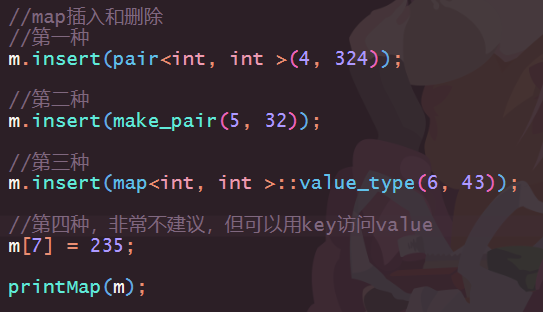 //map插入和删除
//第一种
m.insert(pair<int, int >(4, 324));
//第二种
m.insert(make_pair(5, 32));
//第三种
m.insert(map<int, int >::value_type(6, 43));
//第四种，非常不建议，但可以用key访问value
m[7] = 235;
printMap(m);